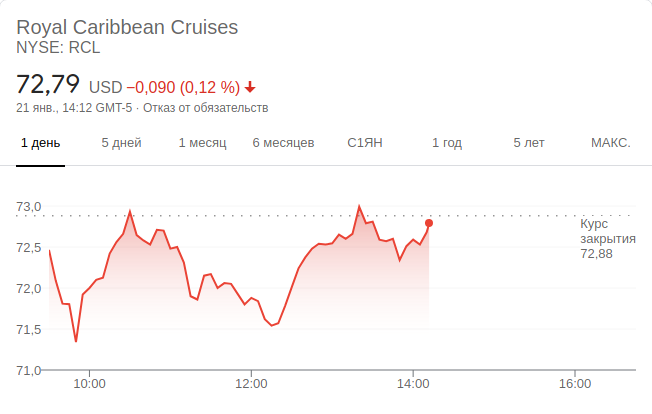 Royal Caribbean Cruises
NYSE: RCL
72,79 USD −0,090 (0,12 %)
21 янв., 14:12 GMT-5 · Отказ от обязательств
1 день 5 дней 1 месяц 6 месяцев С1ЯН 1 год 5 лет МАКС.
73,0
Курс
закрытия
72,88
72,5
72,0
71,5
71,0
10:00 12:00 14:00 16:00